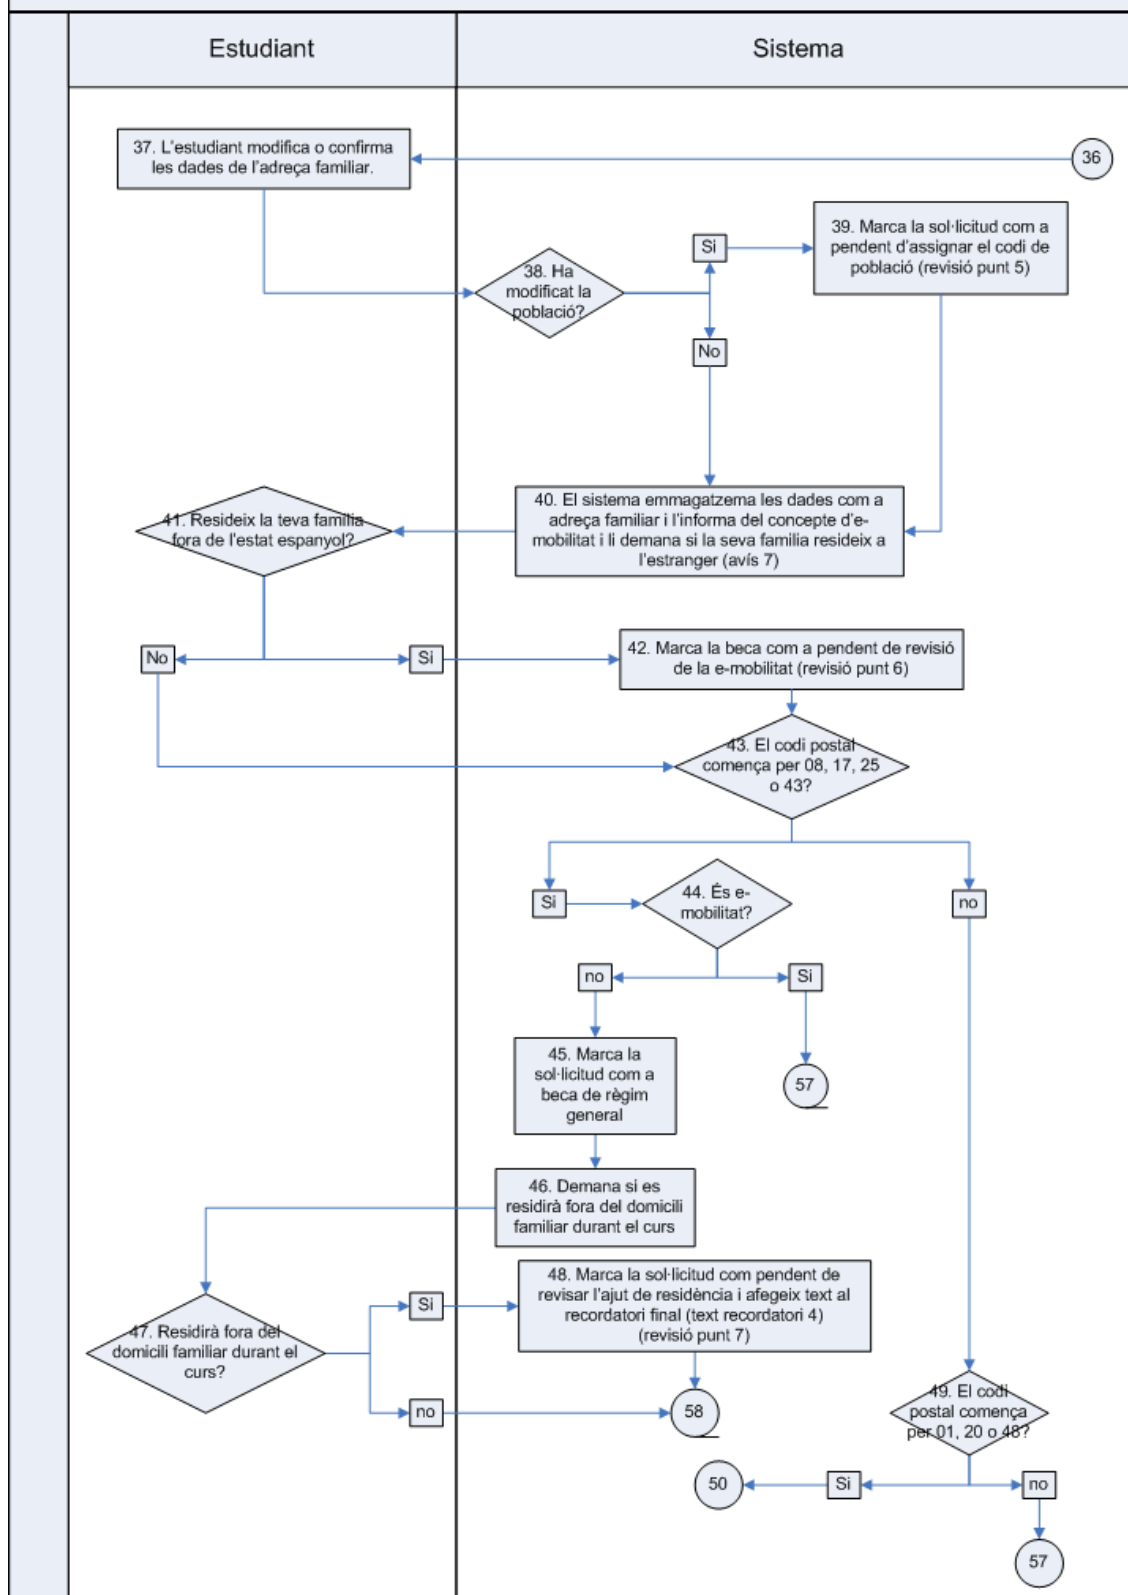 Estudiant
Sistema
37. L'estudiant modifica o confirma
les dades de l'adreça familiar.
36
38. Ha
modificat la
població?
Si
39. Marca la sol·licitud com a
pendent d'assignar el codi de
població (revisió punt 5)
No
40. El sistema emmagatzema les dades com a
adreça familiar i l'informa del concepte d'e-
mobilitat i li demana si la seva familia resideix a
l'estranger (avís 7)
41. Resideix la teva familia
fora de l'estat espanyol?
No
Si
42. Marca la beca com a pendent de revisió
de la e-mobilitat (revisió punt 6)
43. El codi postal
comença per 08, 17, 25
o 43?
Si
44. És e-
mobilitat?
no
no
Si
45. Marca la
sol·licitud com a
beca de règim
general
57
46. Demana si es
residirà fora del domicili
familiar durant el curs
47. Residirà fora del
domicili familiar durant el
curs?
Si
48. Marca la sol·licitud com pendent de
revisar l'ajut de residència i afegeix text al
recordatori final (text recordatori 4)
(revisió punt 7)
no
58
49. El codi
postal comença
per 01, 20 o 48?
50
Si
no
57